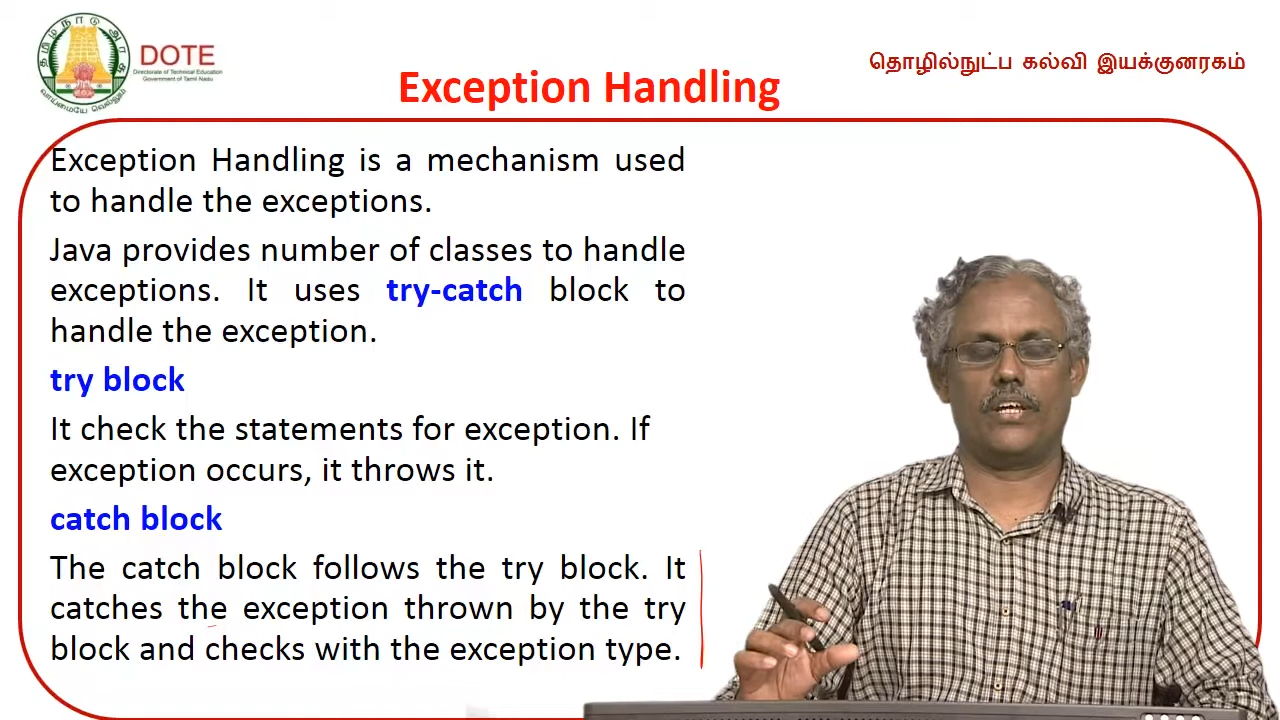 தமிழ்நாடு அரசு
வாய்மையே வெல்லும்
DOTE
Directorate of Technical Education
Government of Tamil Nadu
தொழில்நுட்ப கல்வி இயக்குனரகம்
Exception Handling
Exception Handling is a mechanism used
to handle the exceptions.
Java provides number of classes to handle
exceptions. It uses try-catch block to
handle the exception.
try block
It check the statements for exception. If
exception occurs, it throws it.
catch block
The catch block follows the try block. It
catches the exception thrown by the try
block and checks with the exception type.